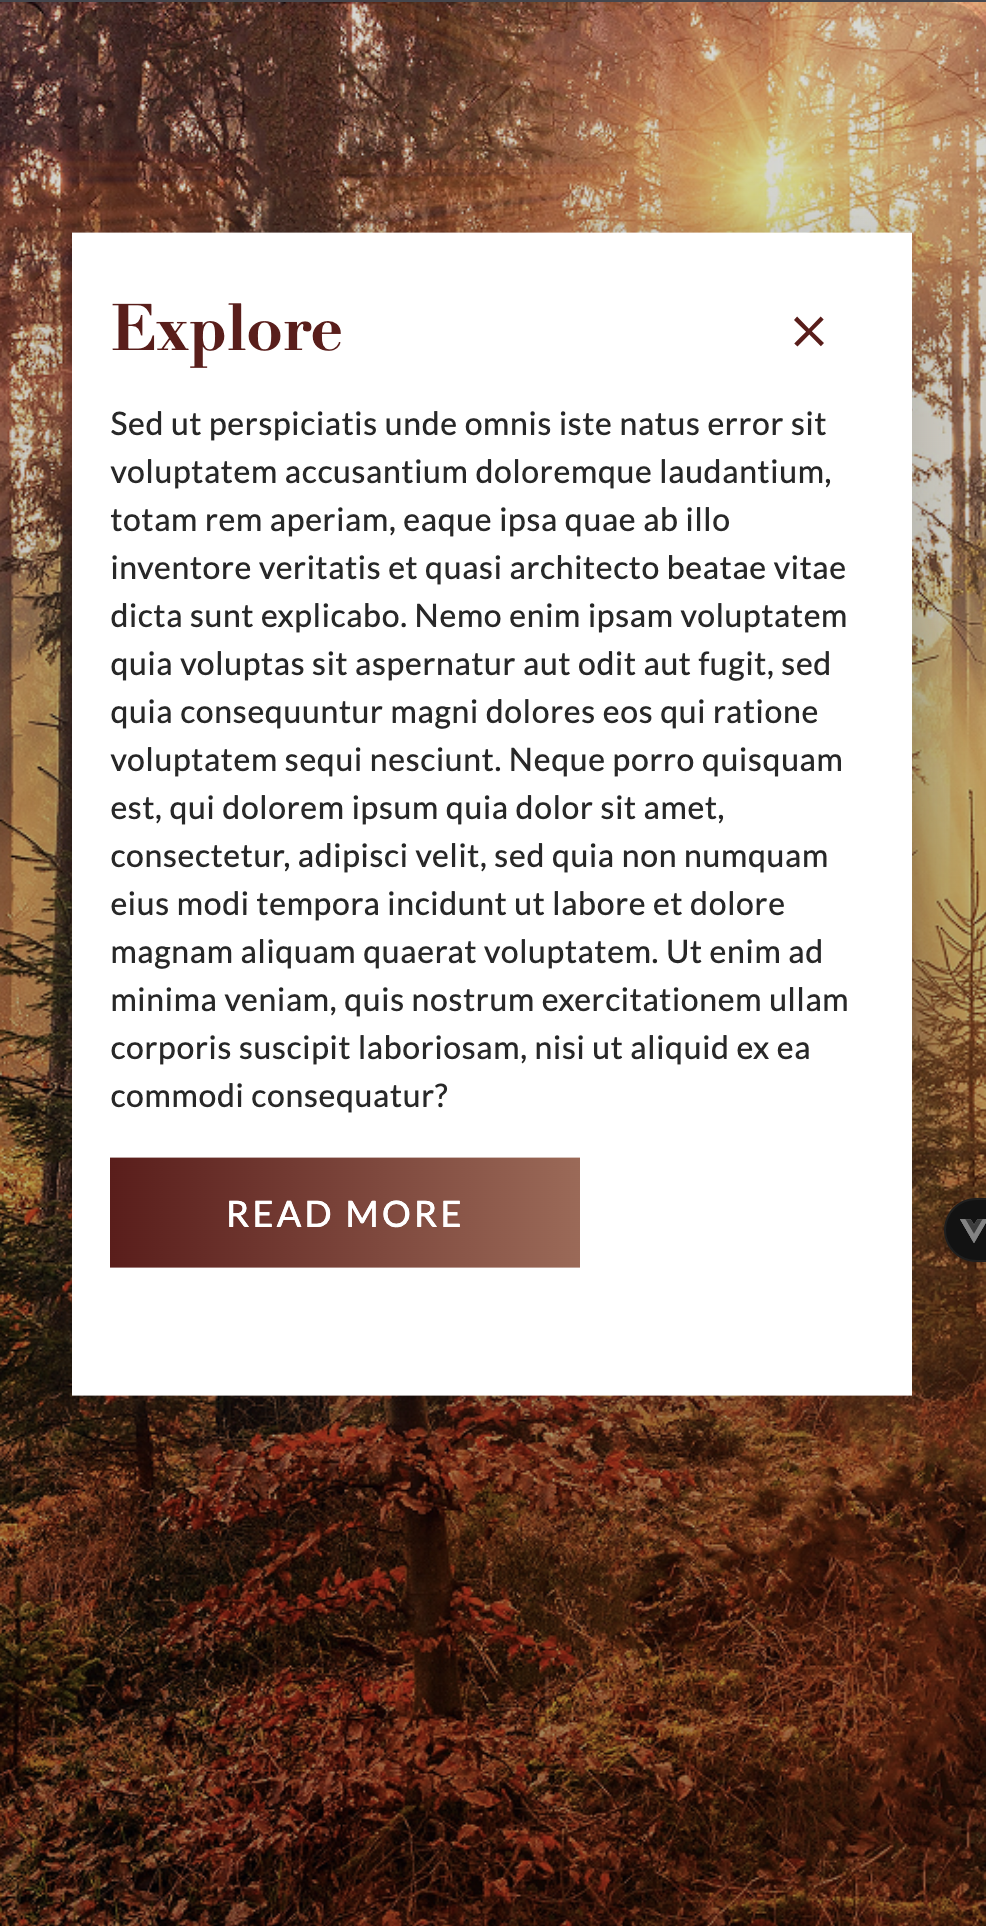 Explore
Sed ut perspiciatis unde omnis iste natus error sit
voluptatem accusantium doloremque laudantium,
totam rem aperiam, eaque ipsa quae ab illo
inventore veritatis et quasi architecto beatae vitae
dicta sunt explicabo. Nemo enim ipsam voluptatem
quia voluptas sit aspernatur aut odit aut fugit, sed
quia consequuntur magni dolores eos qui ratione
voluptatem sequi nesciunt. Neque porro quisquam
est, qui dolorem ipsum quia dolor sit amet,
consectetur, adipisci velit, sed quia non numquam
eius modi tempora incidunt ut labore et dolore
magnam aliquam quaerat voluptatem. Ut enim ad
minima veniam, quis nostrum exercitationem ullam
corporis suscipit laboriosam, nisi ut aliquid ex ea
commodi consequatur?
READ MORE